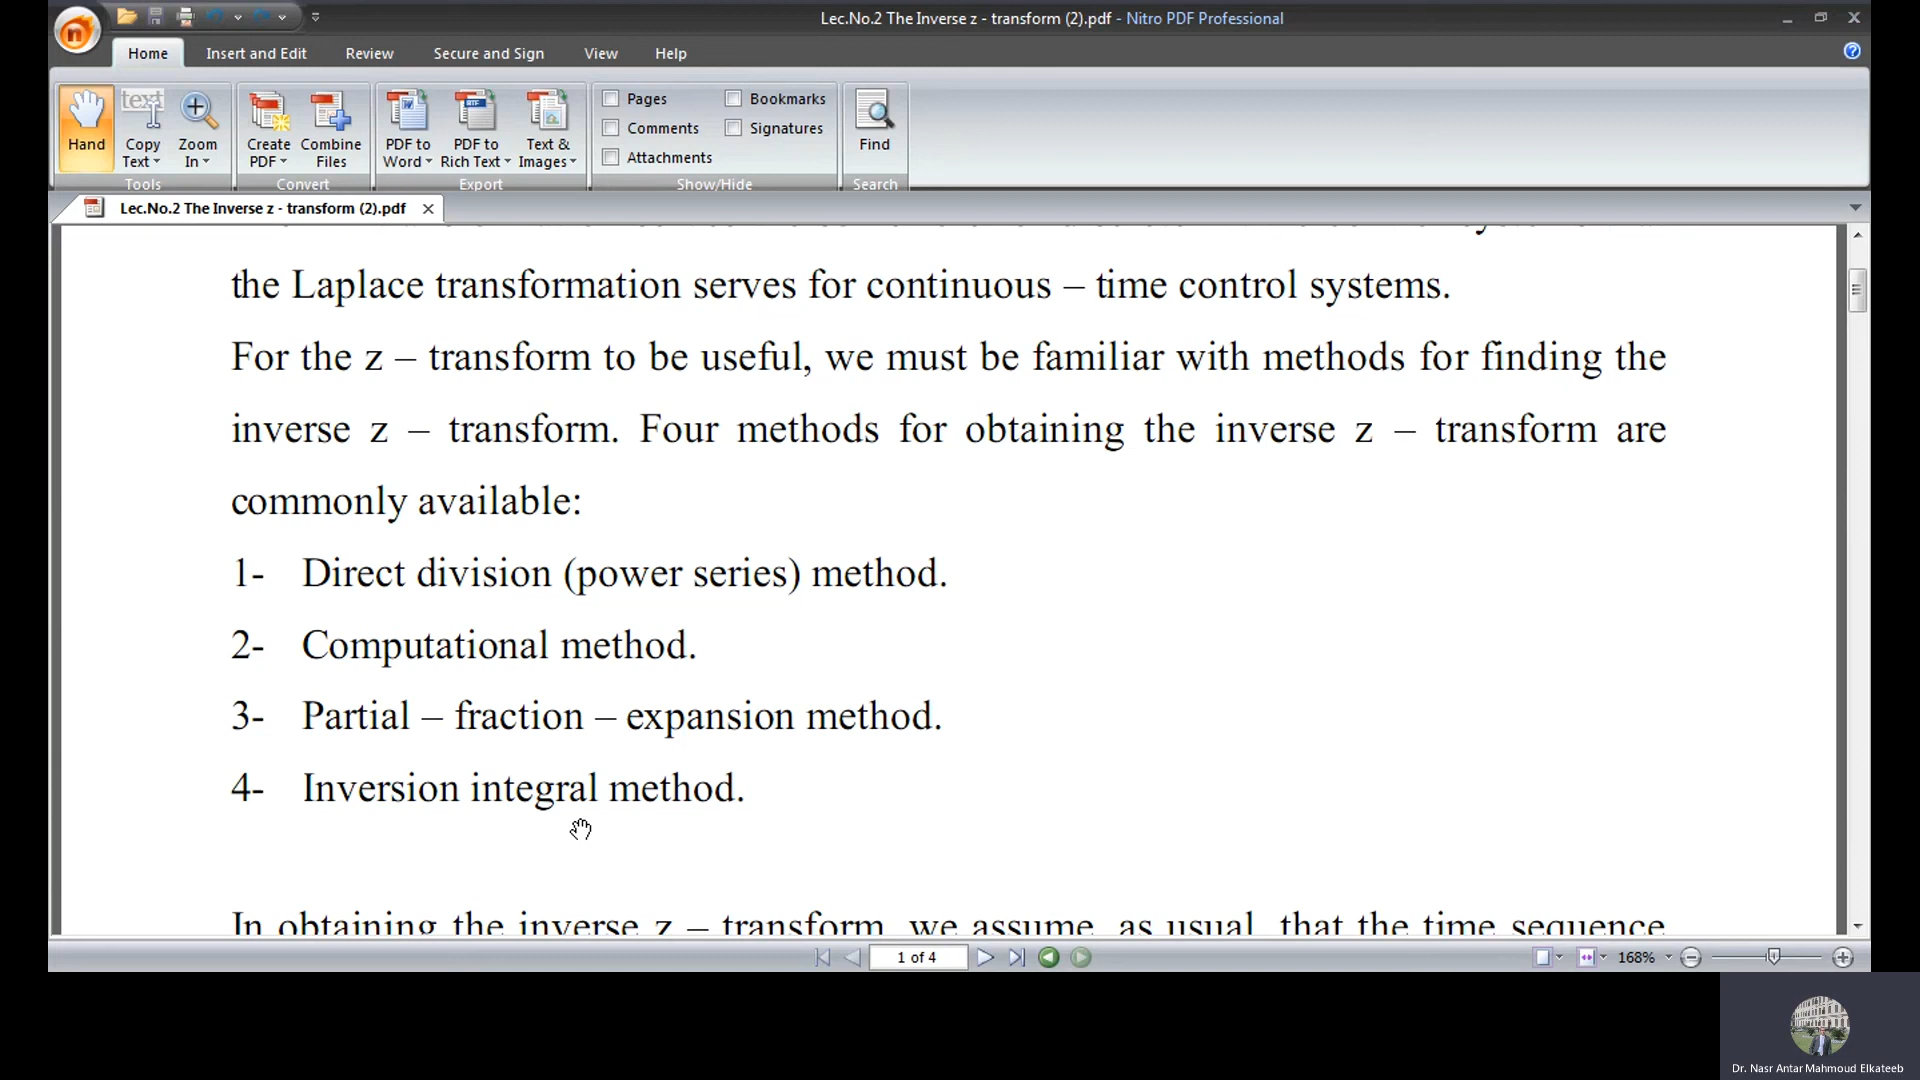 Lec.No.2 The Inverse z - transform (2).pdf - Nitro PDF Professional
Home Insert and Edit Review Secure and Sign View Help
Hand
text
Copy Text
Zoom In
Tools
Create PDF
Combine Files
Convert
PDF to Word
PDF to Rich Text
Text & Images
Export
Pages Bookmarks
Comments Signatures
Attachments
Show/Hide
Find
Search
Lec.No.2 The Inverse z - transform (2).pdf
the Laplace transformation serves for continuous – time control systems.
For the z – transform to be useful, we must be familiar with methods for finding the
inverse z – transform. Four methods for obtaining the inverse z – transform are
commonly available:
1- Direct division (power series) method.
2- Computational method.
3- Partial – fraction – expansion method.
4- Inversion integral method.
In obtaining the inverse z – transform, we assume, as usual, that the time sequence
1 of 4
168%
Dr. Nasr Antar Mahmoud Elkateeb